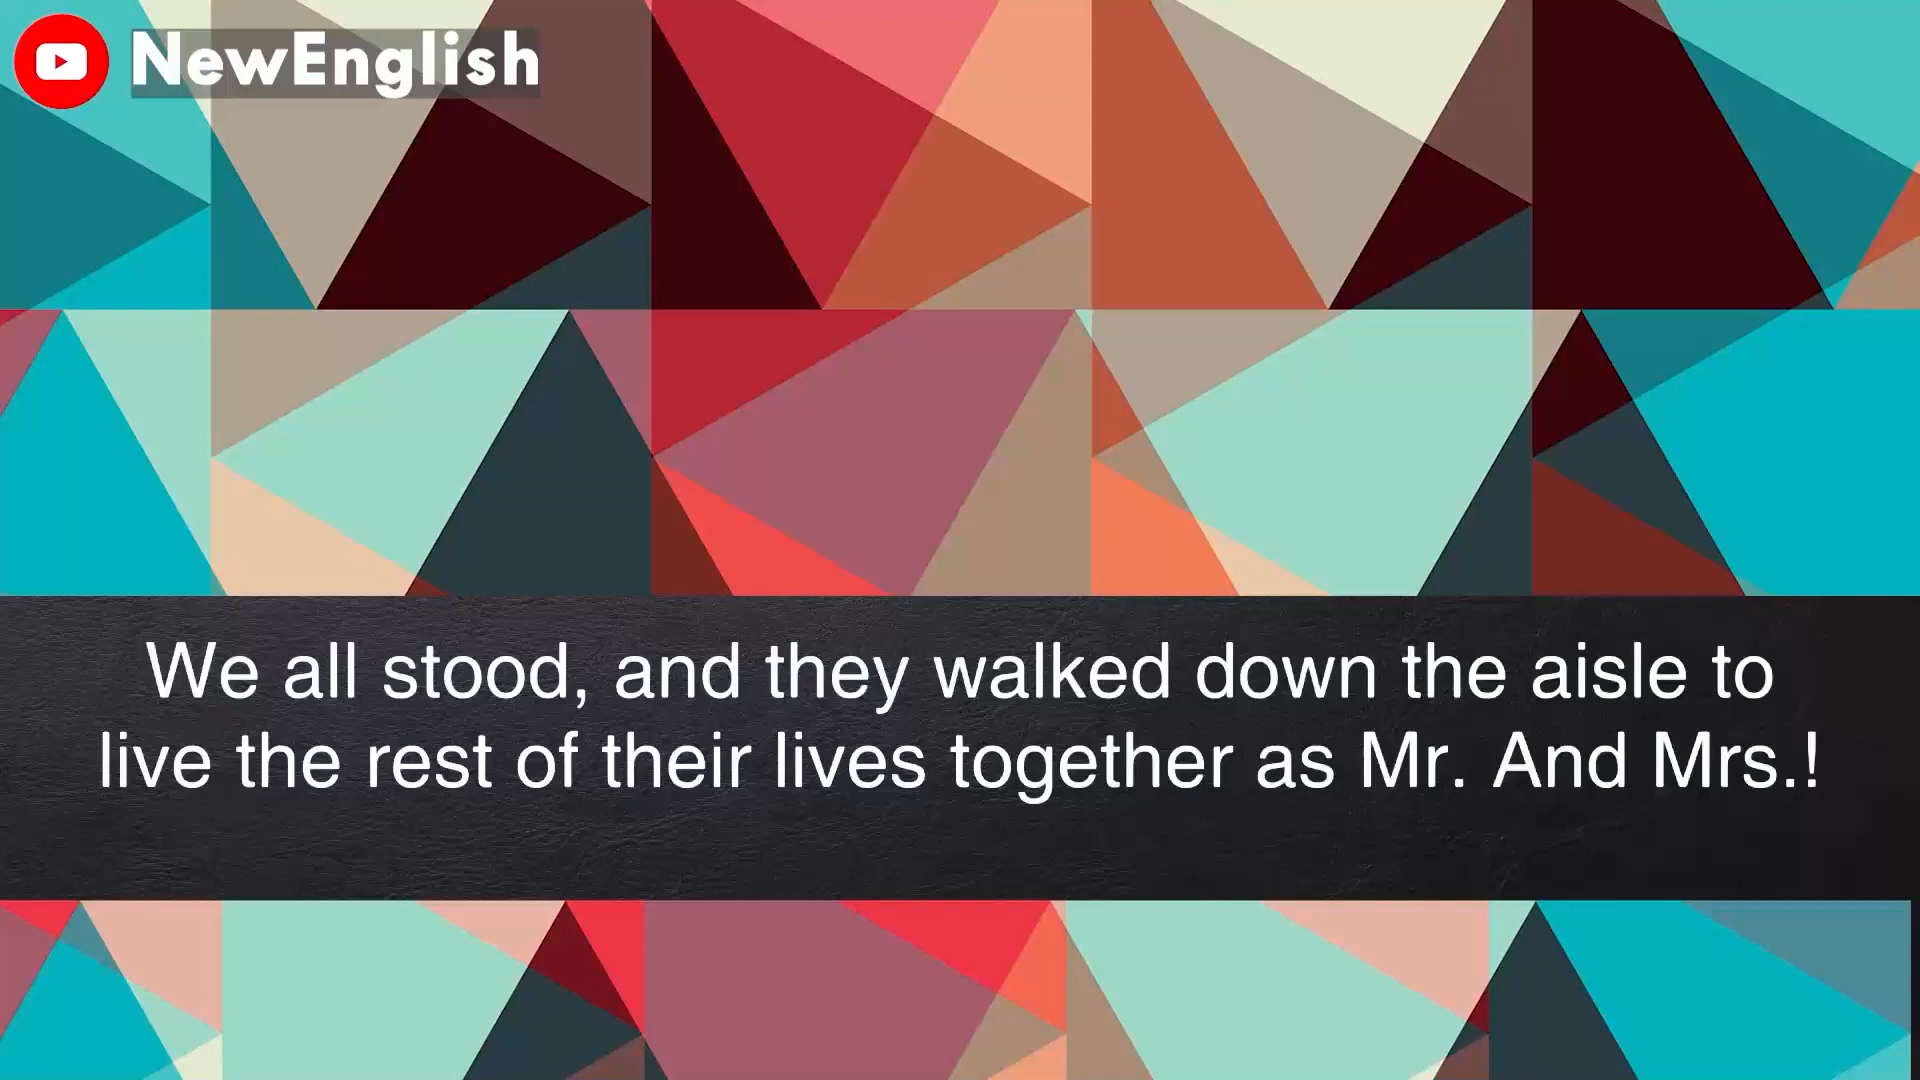 NewEnglish
We all stood, and they walked down the aisle to
live the rest of their lives together as Mr. And Mrs.!